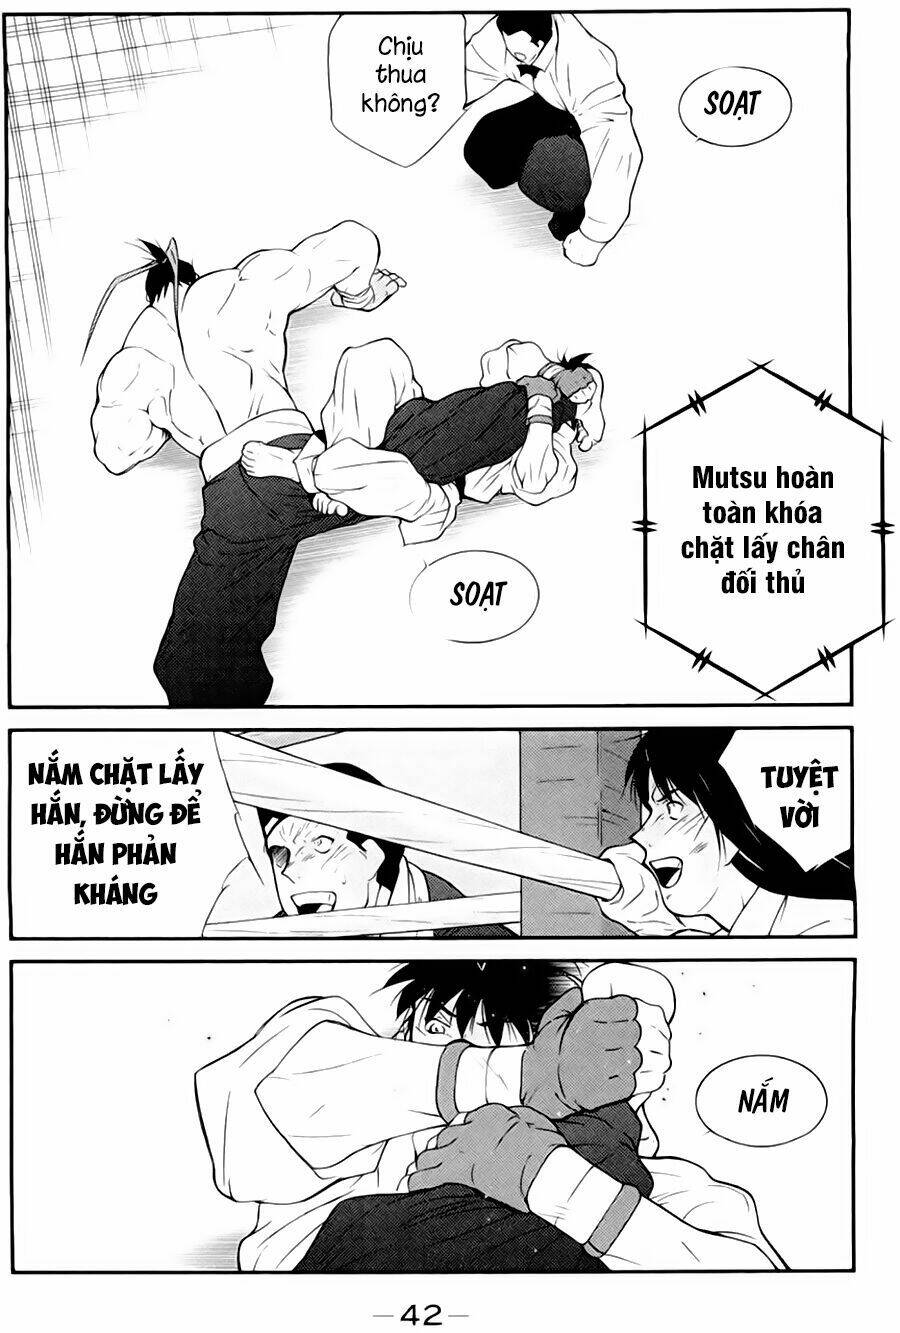 Chịu
thua
không?
SOẠT
Mutsu hoàn
toàn khóa
chặt lấy chân
đối thủ
SOẠT
NẮM CHẶT LẤY
HẮN, ĐỪNG ĐỂ
HẮN PHẢN
KHÁNG
TUYỆT
VỜI
NẮM
—42—